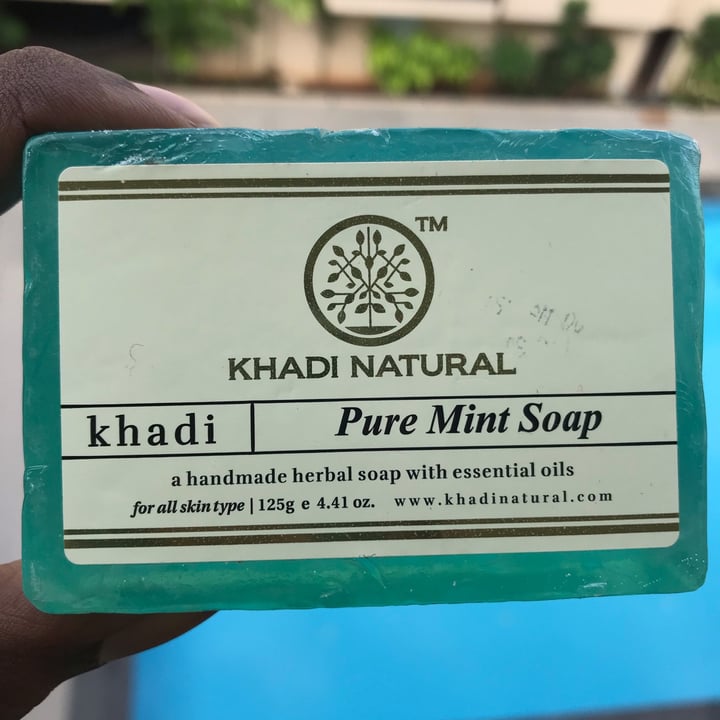 TM
KHADI NATURAL
khadi
Pure Mint Soap
a handmade herbal soap with essential oils
for all skin type | 125g e 4.41 oz. www.khadinatural.com